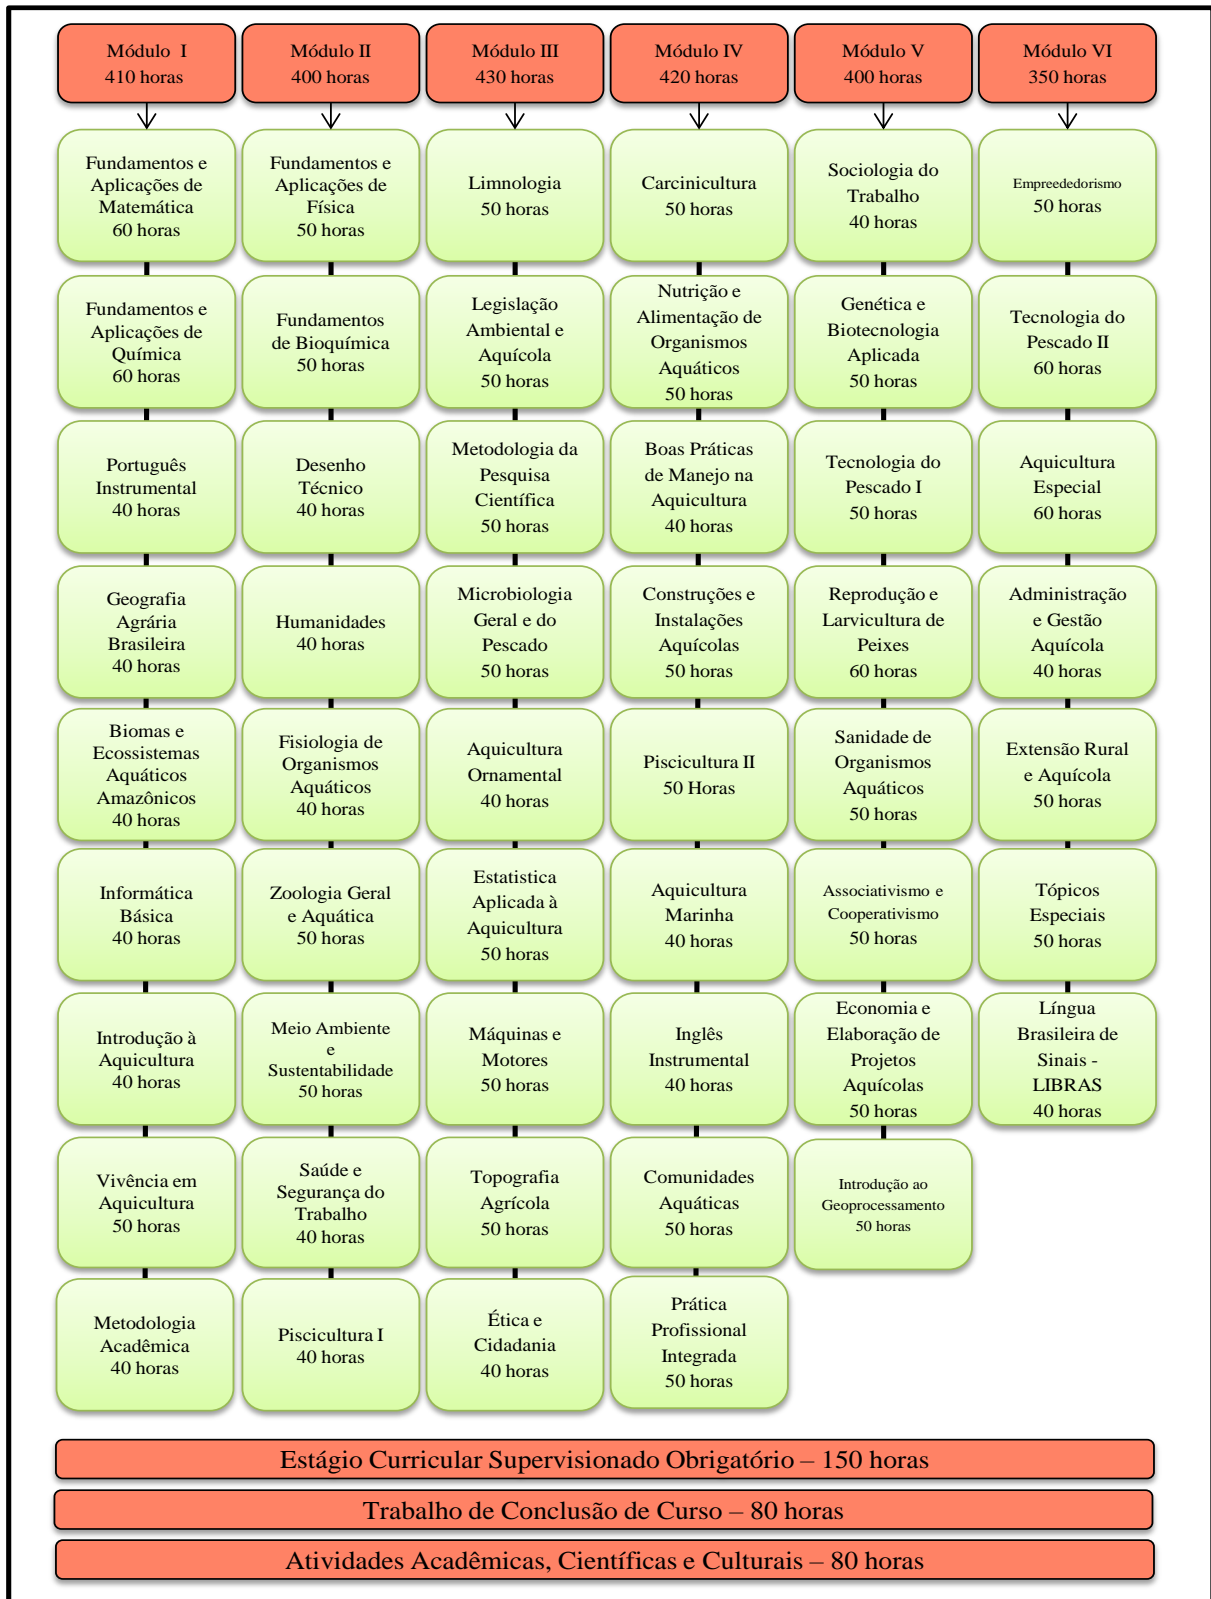 Módulo I
410 horas
Módulo II
400 horas
Módulo III
430 horas
Módulo IV
420 horas
Módulo V
400 horas
Módulo VI
350 horas
Fundamentos e
Aplicações de
Matemática
60 horas
Fundamentos e
Aplicações de
Física
50 horas
Limnologia
50 horas
Carcinicultura
50 horas
Sociologia do
Trabalho
40 horas
Empreededorismo
50 horas
Fundamentos e
Aplicações de
Química
60 horas
Fundamentos
de Bioquímica
50 horas
Legislação
Ambiental e
Aquícola
50 horas
Nutrição e
Alimentação de
Organismos
Aquáticos
50 horas
Genética e
Biotecnologia
Aplicada
50 horas
Tecnologia do
Pescado II
60 horas
Português
Instrumental
40 horas
Desenho
Técnico
40 horas
Metodologia da
Pesquisa
Científica
50 horas
Boas Práticas
de Manejo na
Aquicultura
40 horas
Tecnologia do
Pescado I
50 horas
Aquicultura
Especial
60 horas
Geografia
Agrária
Brasileira
40 horas
Humanidades
40 horas
Microbiologia
Geral e do
Pescado
50 horas
Construções e
Instalações
Aquícolas
50 horas
Reprodução e
Larvicultura de
Peixes
60 horas
Administração
e Gestão
Aquícola
40 horas
Biomas e
Ecossistemas
Aquáticos
Amazônicos
40 horas
Fisiologia de
Organismos
Aquáticos
40 horas
Aquicultura
Ornamental
40 horas
Piscicultura II
50 Horas
Sanidade de
Organismos
Aquáticos
50 horas
Extensão Rural
e Aquícola
50 horas
Informática
Básica
40 horas
Zoologia Geral
e Aquática
50 horas
Estatistica
Aplicada à
Aquicultura
50 horas
Aquicultura
Marinha
40 horas
Associativismo e
Cooperativismo
50 horas
Tópicos
Especiais
50 horas
Introdução à
Aquicultura
40 horas
Meio Ambiente
e
Sustentabilidade
50 horas
Máquinas e
Motores
50 horas
Inglês
Instrumental
40 horas
Economia e
Elaboração de
Projetos
Aquícolas
50 horas
Língua
Brasileira de
Sinais -
LIBRAS
40 horas
Vivência em
Aquicultura
50 horas
Saúde e
Segurança do
Trabalho
40 horas
Topografia
Agrícola
50 horas
Comunidades
Aquáticas
50 horas
Introdução ao
Geoprocessamento
50 horas
Metodologia
Acadêmica
40 horas
Piscicultura I
40 horas
Ética e
Cidadania
40 horas
Prática
Profissional
Integrada
50 horas
Estágio Curricular Supervisionado Obrigatório – 150 horas
Trabalho de Conclusão de Curso – 80 horas
Atividades Acadêmicas, Científicas e Culturais – 80 horas